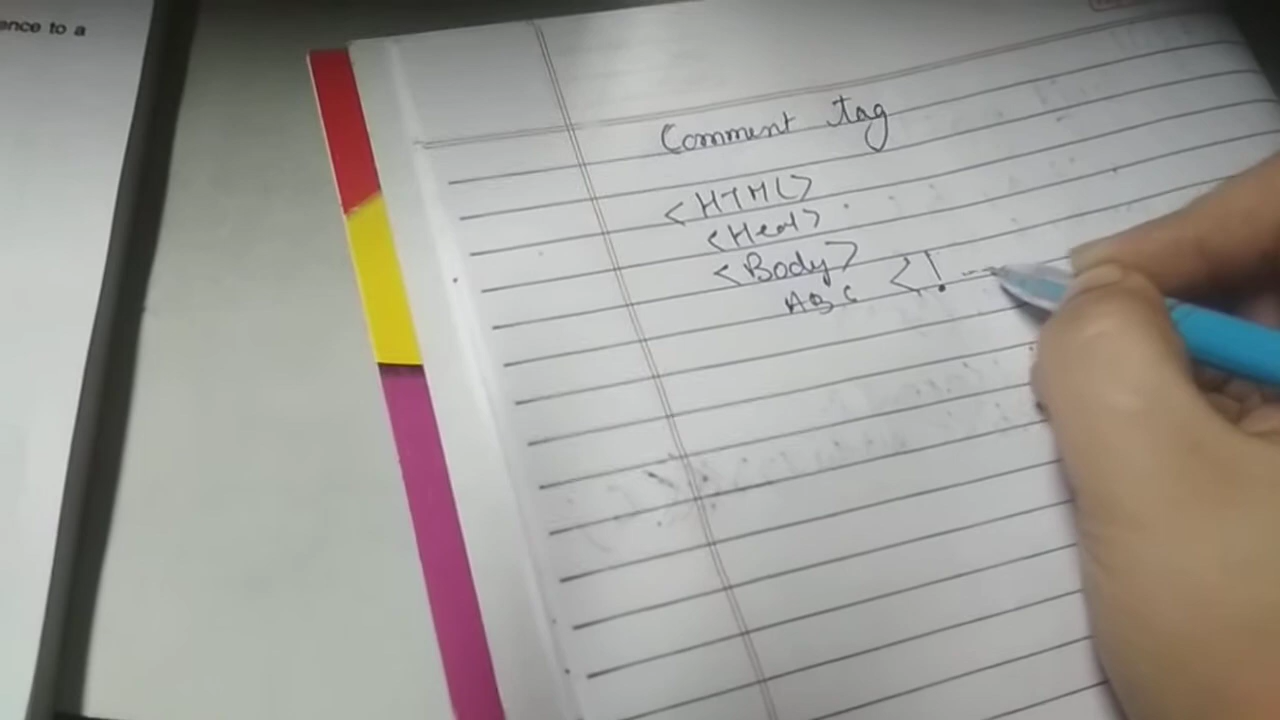 ence to a
Comment tag
<HTML>
<Head>
<Body>
ABC <! --